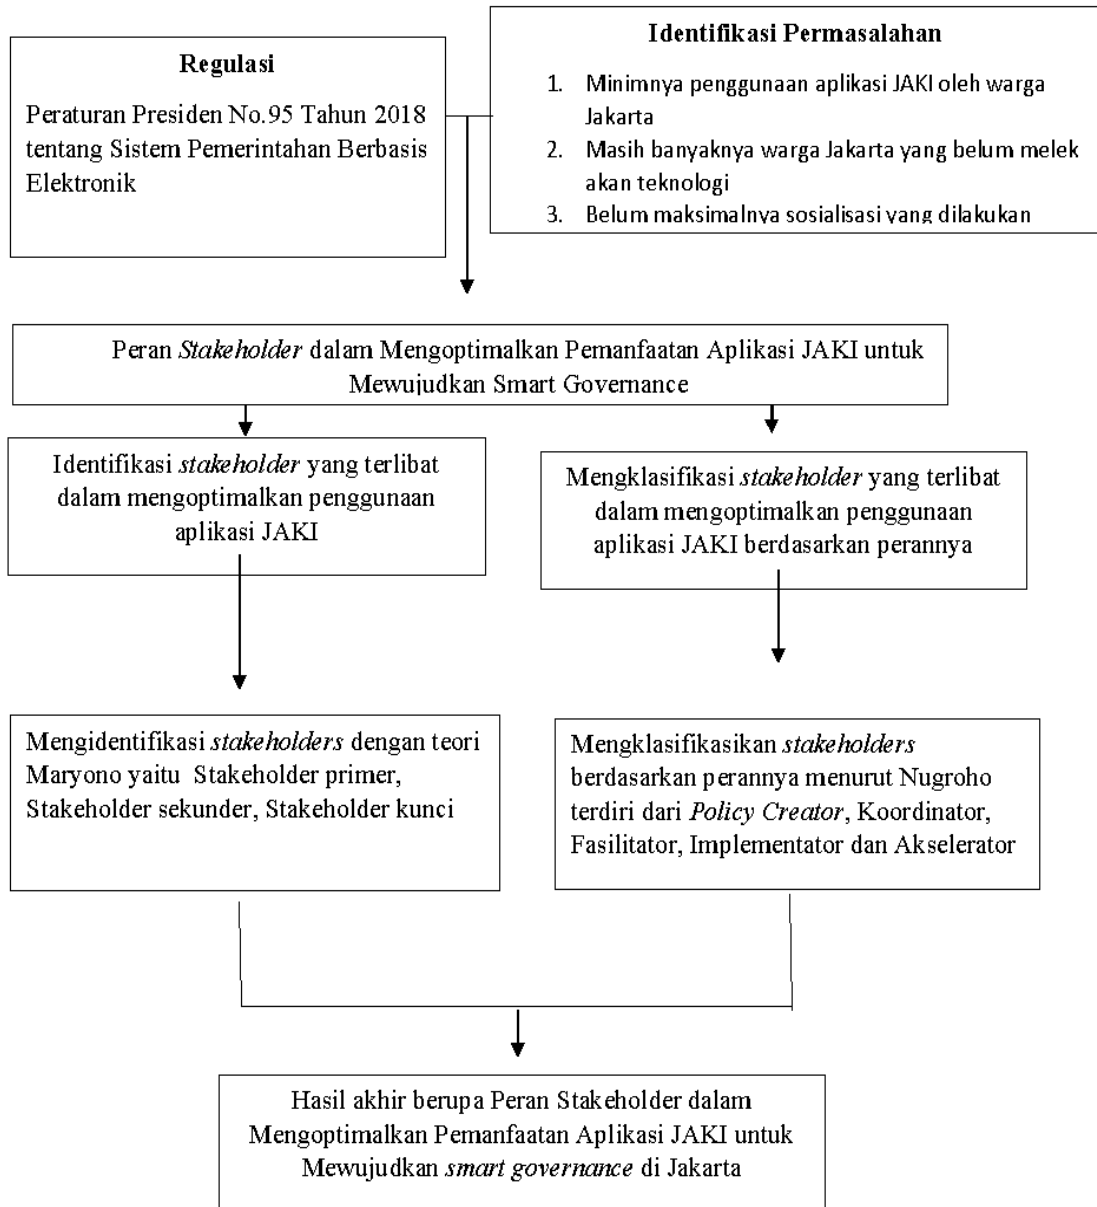 Regulasi
Peraturan Presiden No.95 Tahun 2018
tentang Sistem Pemerintahan Berbasis
Elektronik
Identifikasi Permasalahan
1. Minimnya penggunaan aplikasi JAKI oleh warga
Jakarta
2. Masih banyaknya warga Jakarta yang belum melek
akan teknologi
3. Belum maksimalnya sosialisasi yang dilakukan
Peran Stakeholder dalam Mengoptimalkan Pemanfaatan Aplikasi JAKI untuk
Mewujudkan Smart Governance
Identifikasi stakeholder yang terlibat
dalam mengoptimalkan penggunaan
aplikasi JAKI
Mengklasifikasi stakeholder yang terlibat
dalam mengoptimalkan penggunaan
aplikasi JAKI berdasarkan perannya
Mengidentifikasi stakeholders dengan teori
Maryono yaitu Stakeholder primer,
Stakeholder sekunder, Stakeholder kunci
Mengklasifikasikan stakeholders
berdasarkan perannya menurut Nugroho
terdiri dari Policy Creator, Koordinator,
Fasilitator, Implementator dan Akselerator
Hasil akhir berupa Peran Stakeholder dalam
Mengoptimalkan Pemanfaatan Aplikasi JAKI untuk
Mewujudkan smart governance di Jakarta